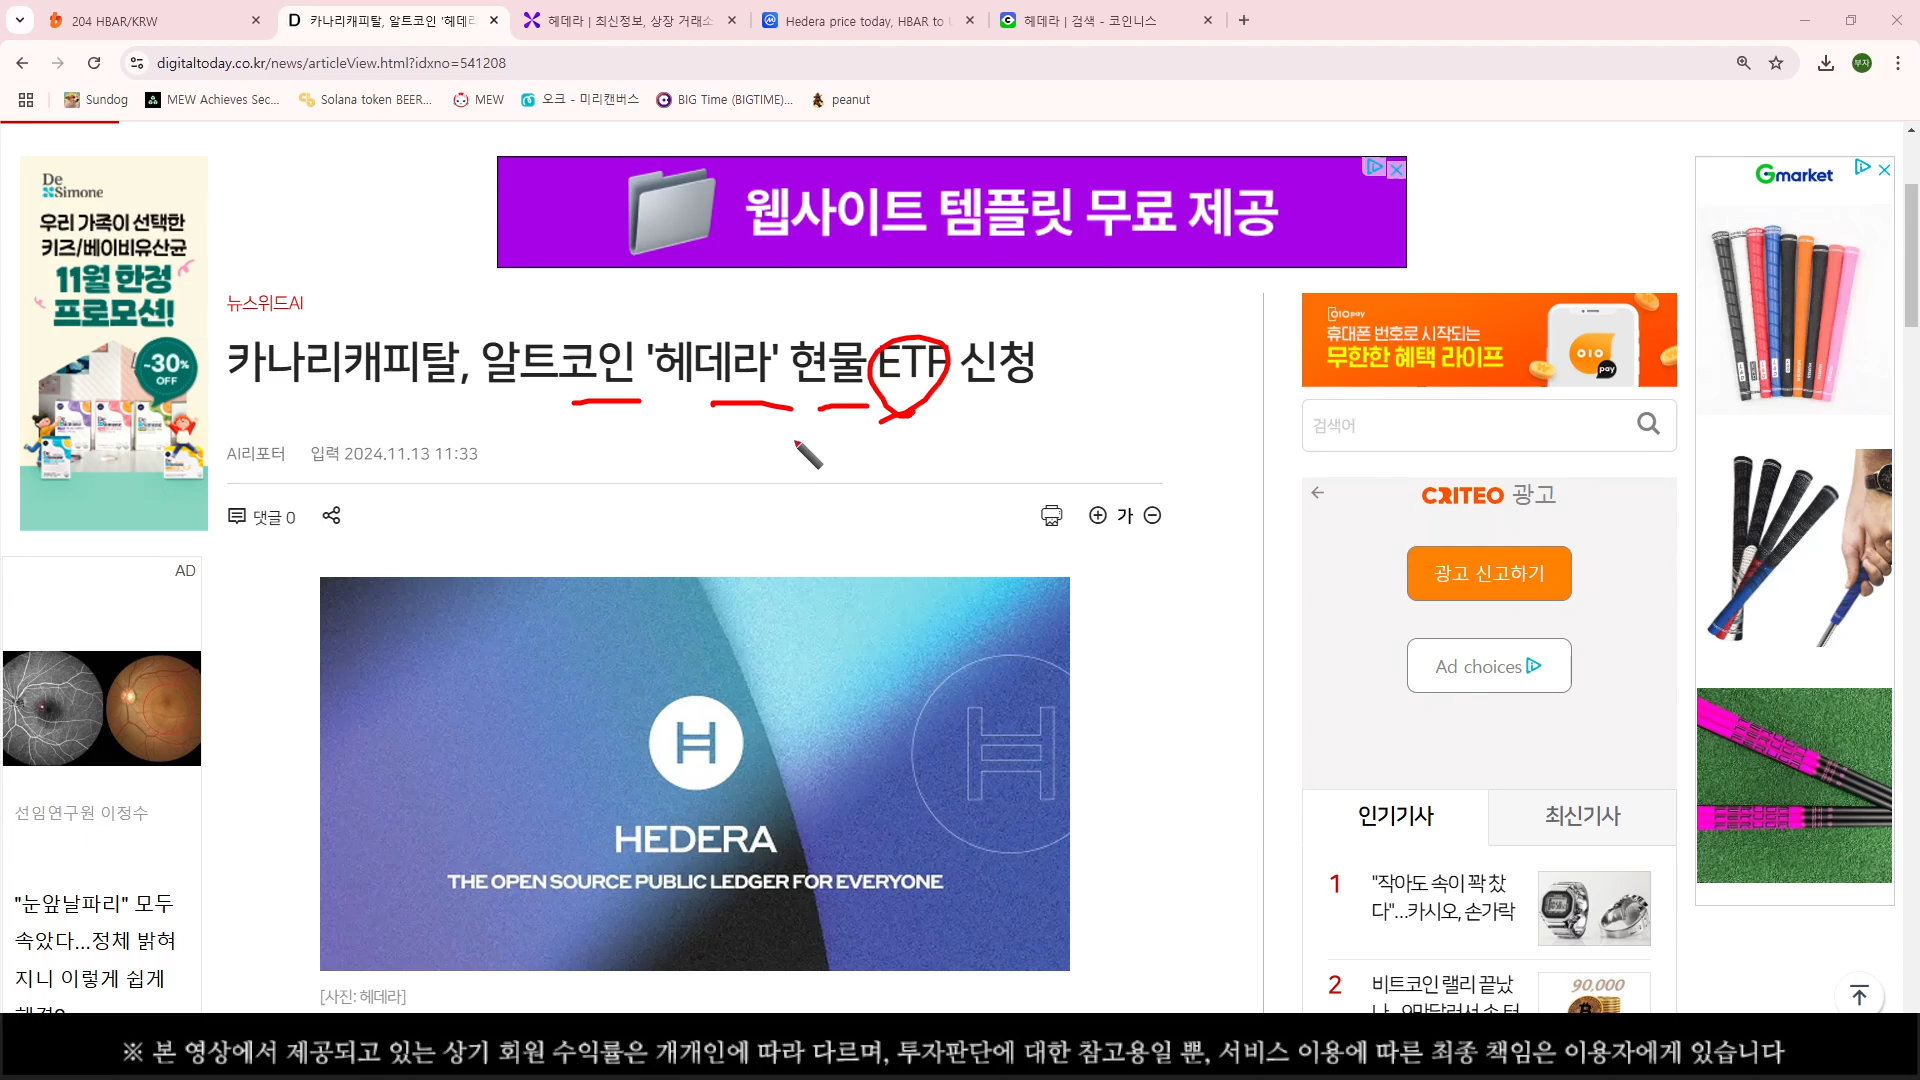 204 HBAR/KRW
카나리캐피탈, 알트코인 '헤데라
헤데라 | 최신정보, 상장 거래소
Hedera price today, HBAR to
헤데라 | 검색 - 코인니스
digitaltoday.co.kr/news/articleView.html?idxno=541208
부자
Sundog
MEW Achieves Sec...
Solana token BEER...
MEW
오크 - 미리캔버스
BIG Time (BIGTIME)...
peanut
De Simone
우리 가족이 선택한
키즈/베이비유산균
11월 한정
프로모션!
-30%
OFF
웹사이트 템플릿 무료 제공
Gmarket
뉴스위드AI
카나리캐피탈, 알트코인 '헤데라' 현물 ETF 신청
AI리포터 입력 2024.11.13 11:33
댓글 0
가
010pay
휴대폰 번호로 시작되는
무한한 혜택 라이프
010
pay
검색어
CRITEO 광고
광고 신고하기
Ad choices
AD
선임연구원 이정수
"눈앞날파리" 모두
속았다...정체 밝혀
지니 이렇게 쉽게
HEDERA
THE OPEN SOURCE PUBLIC LEDGER FOR EVERYONE
[사진: 헤데라]
인기기사
최신기사
1
"작아도 속이 꽉 찼
다"…카시오, 손가락
2
비트코인 랠리 끝났
90,000
※ 본 영상에서 제공되고 있는 상기 회원 수익률은 개개인에 따라 다르며, 투자판단에 대한 참고용일 뿐, 서비스 이용에 따른 최종 책임은 이용자에게 있습니다